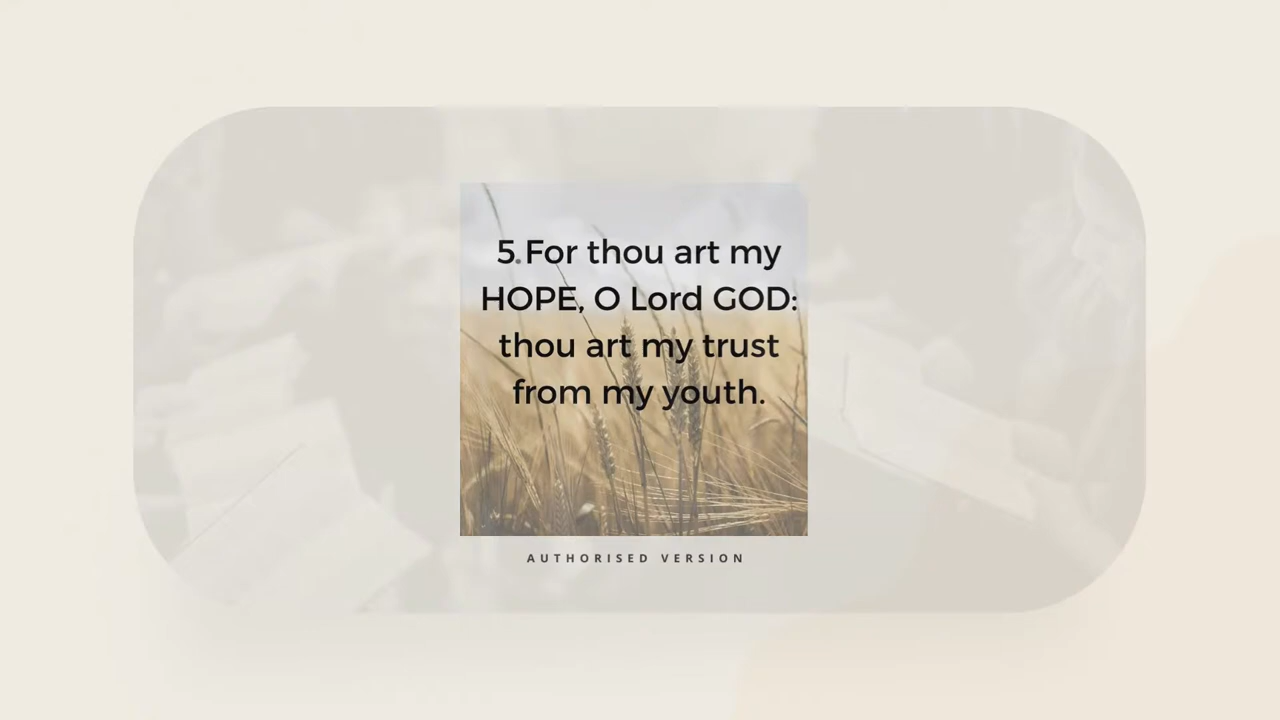 5.For thou art my
HOPE, O Lord GOD:
thou art my trust
from my youth.
AUTHORISED VERSION